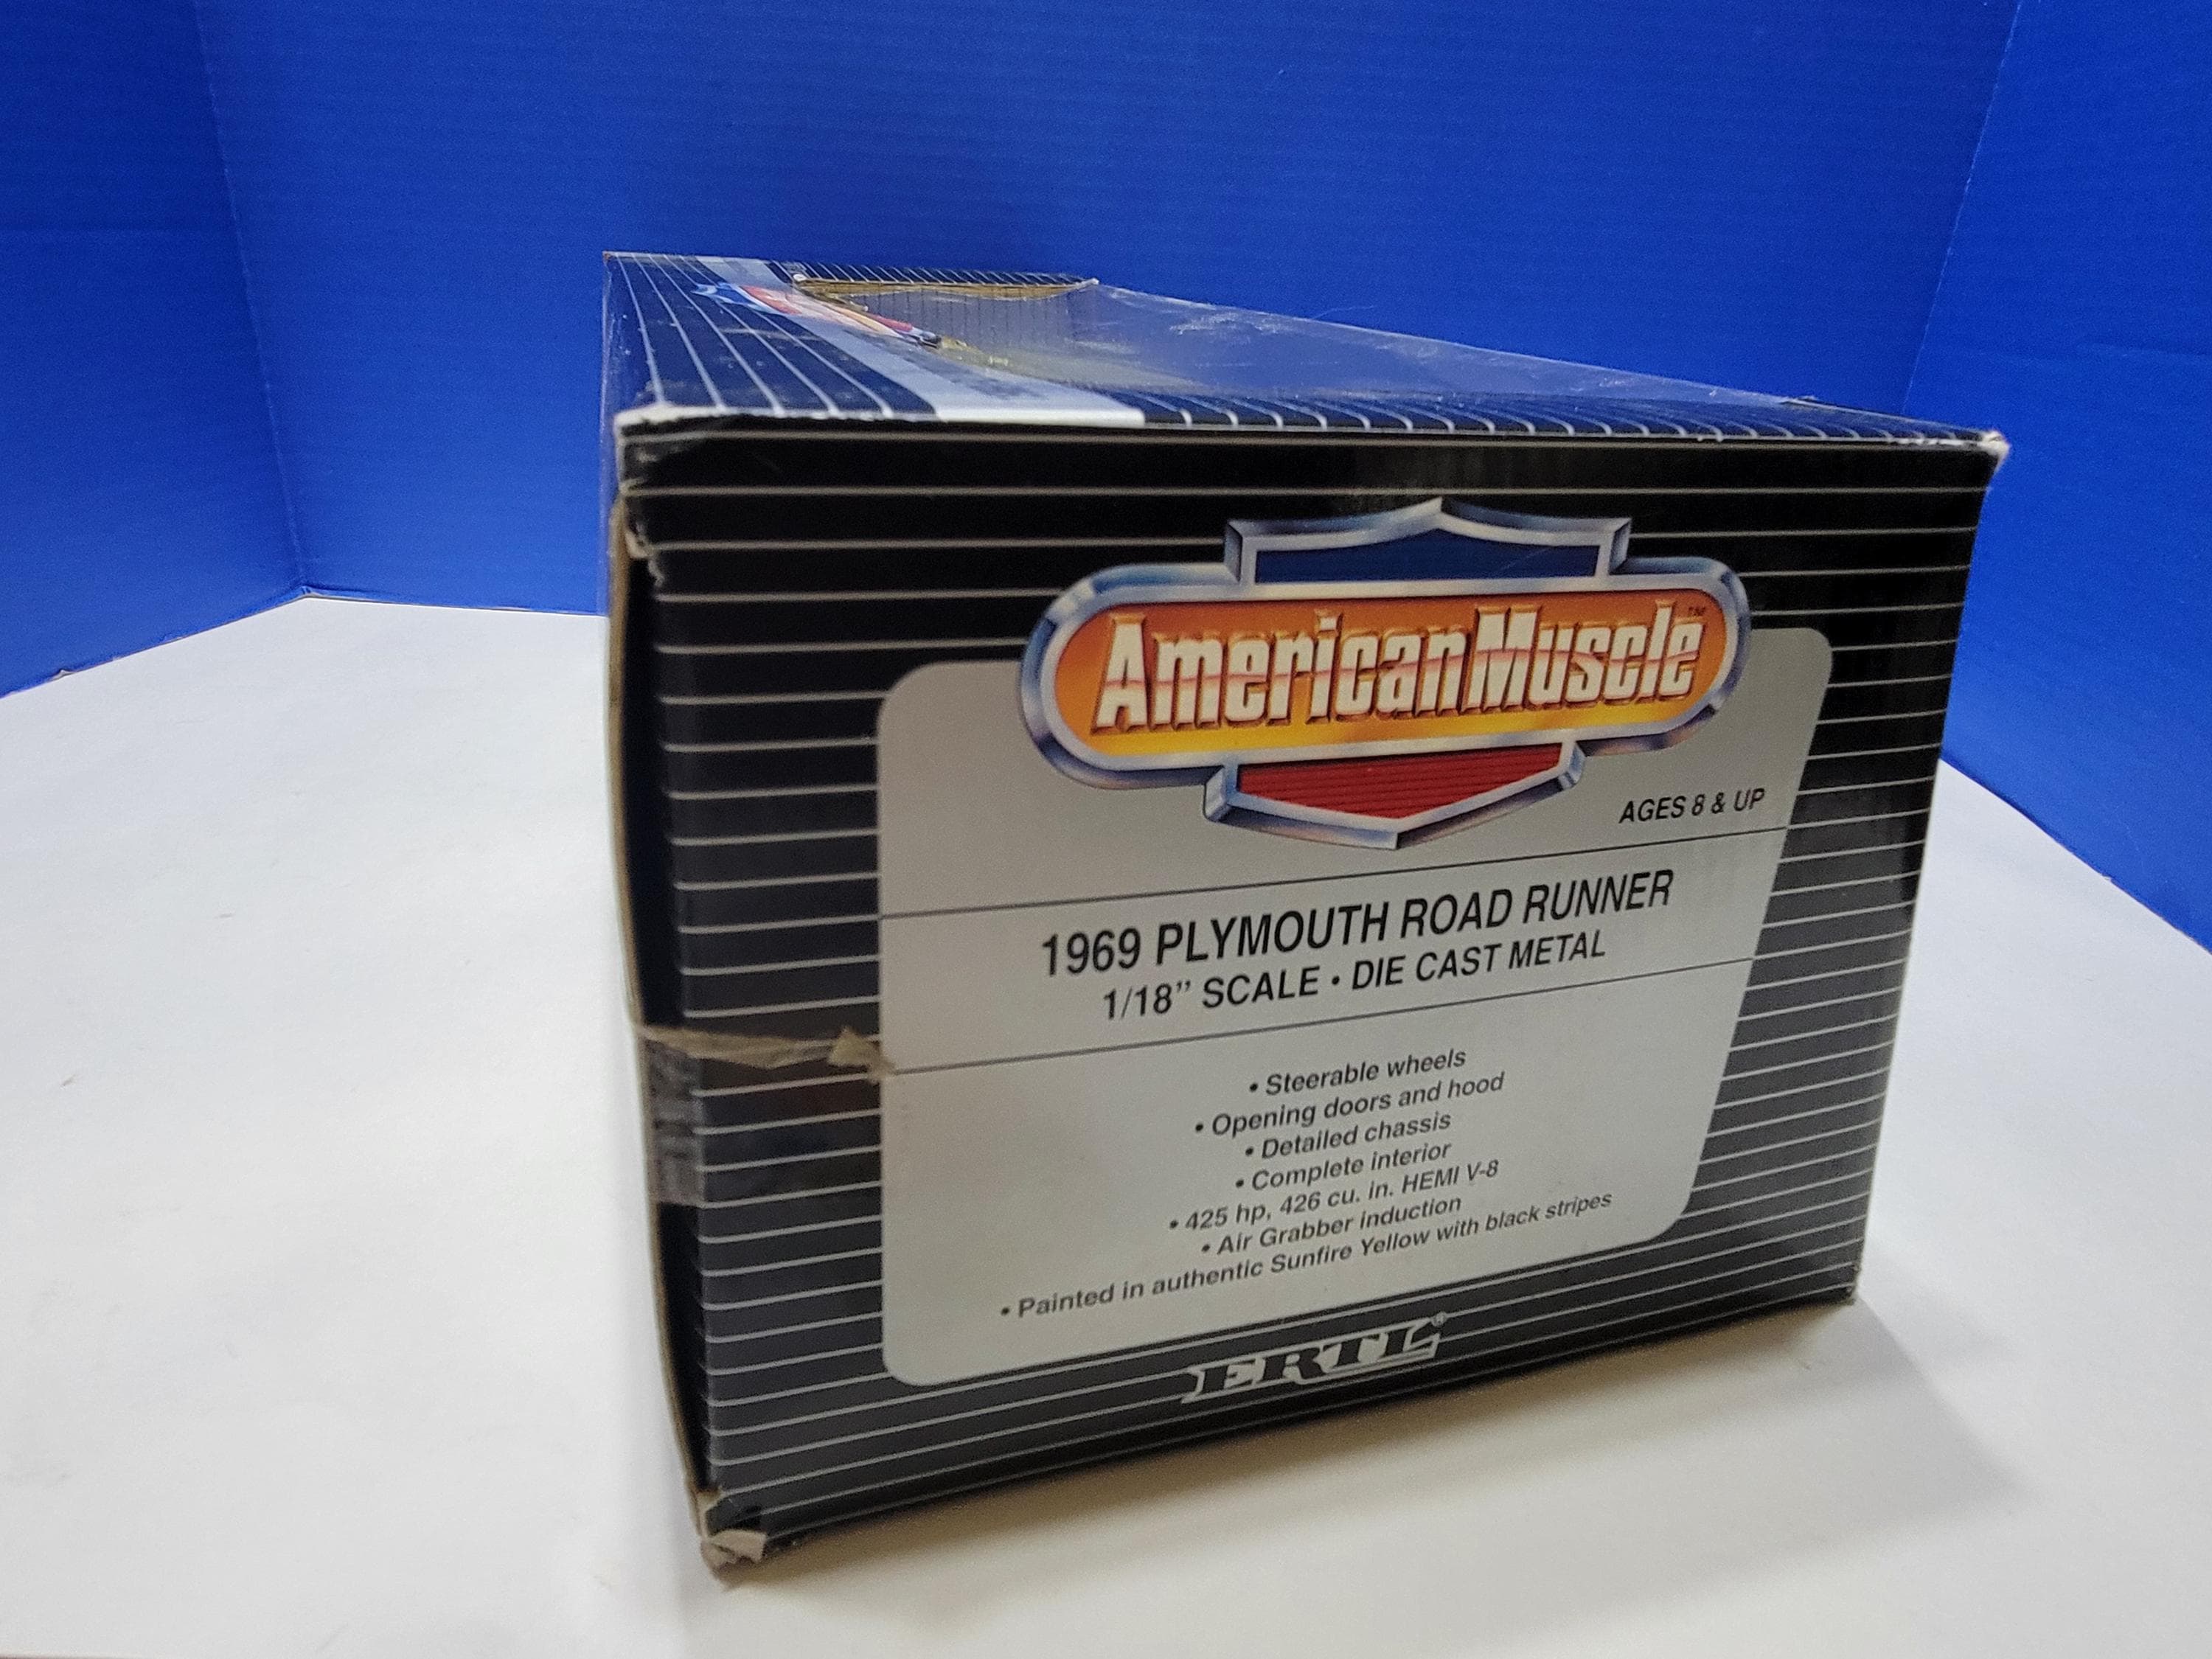 AmericanMuscle™
AGES 8 & UP
1969 PLYMOUTH ROAD RUNNER
1/18” SCALE • DIE CAST METAL
• Steerable wheels
• Opening doors and hood
• Detailed chassis
• Complete interior
• 425 hp, 426 cu. in. HEMI V-8
• Air Grabber induction
• Painted in authentic Sunfire Yellow with black stripes
ERTL®